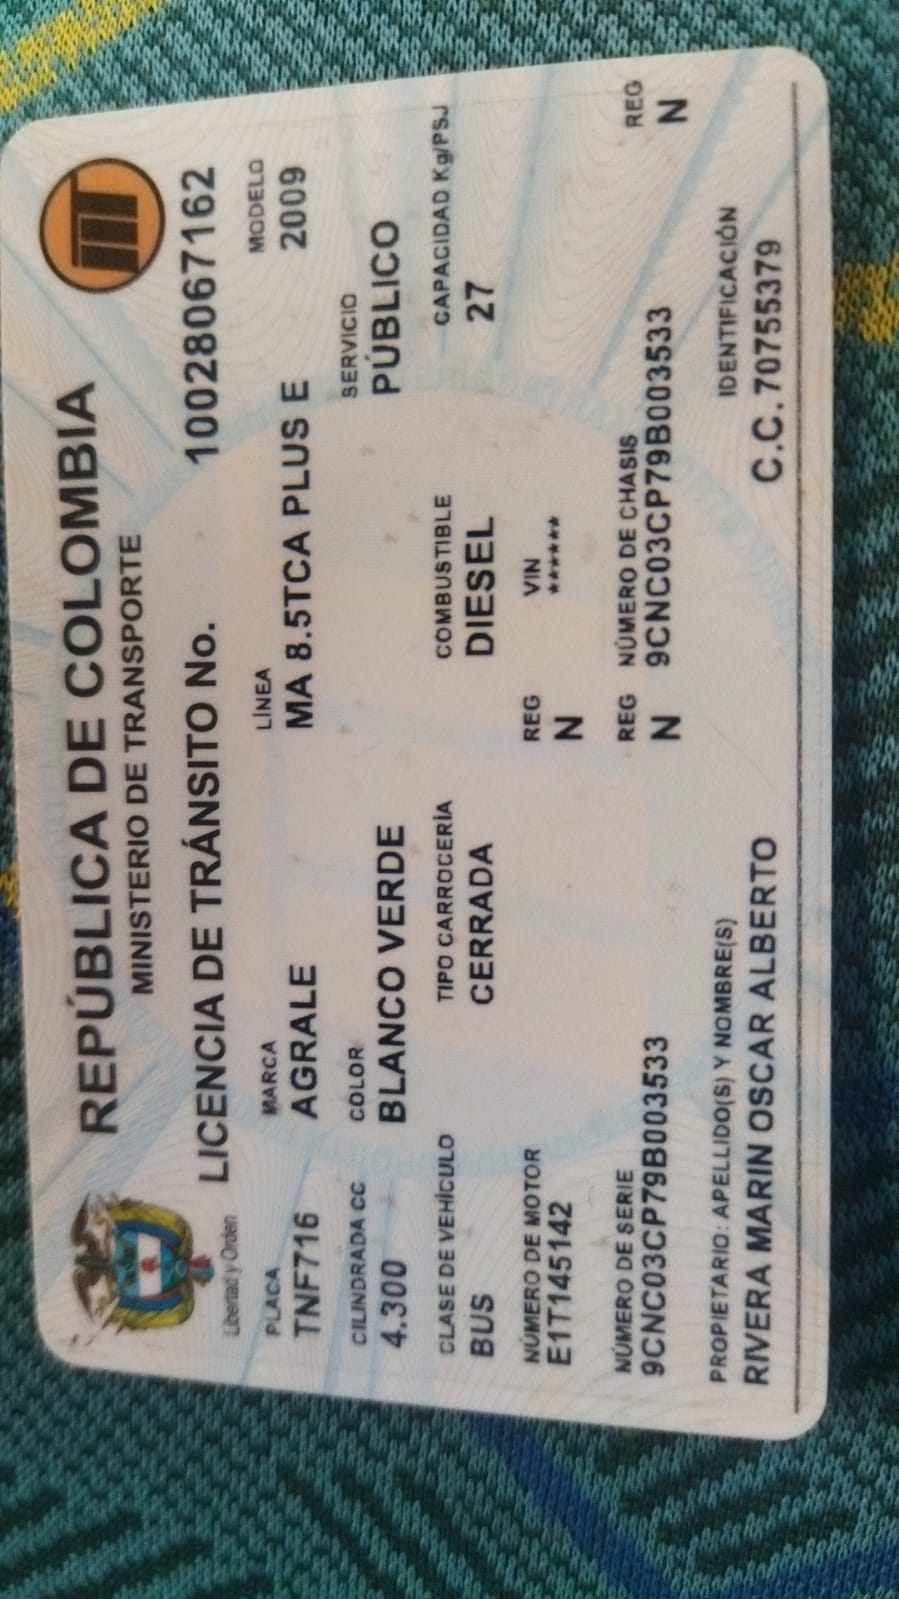 REPÚBLICA DE COLOMBIA
MINISTERIO DE TRANSPORTE
Libertad y Orden
LICENCIA DE TRÁNSITO No. 10028067162
PLACA MARCA LÍNEA MODELO
TNF716 AGRALE MA 8.5TCA PLUS E 2009
CILINDRADA CC COLOR SERVICIO
4.300 BLANCO VERDE PÚBLICO
CLASE DE VEHÍCULO TIPO CARROCERÍA COMBUSTIBLE CAPACIDAD Kg/PSJ
BUS CERRADA DIESEL 27
NÚMERO DE MOTOR REG VIN
E1T145142 N ******
NÚMERO DE SERIE REG NÚMERO DE CHASIS REG
9CNC03CP79B003533 N 9CNC03CP79B003533 N
PROPIETARIO: APELLIDO(S) Y NOMBRE(S) IDENTIFICACIÓN
RIVERA MARIN OSCAR ALBERTO C.C. 70755379